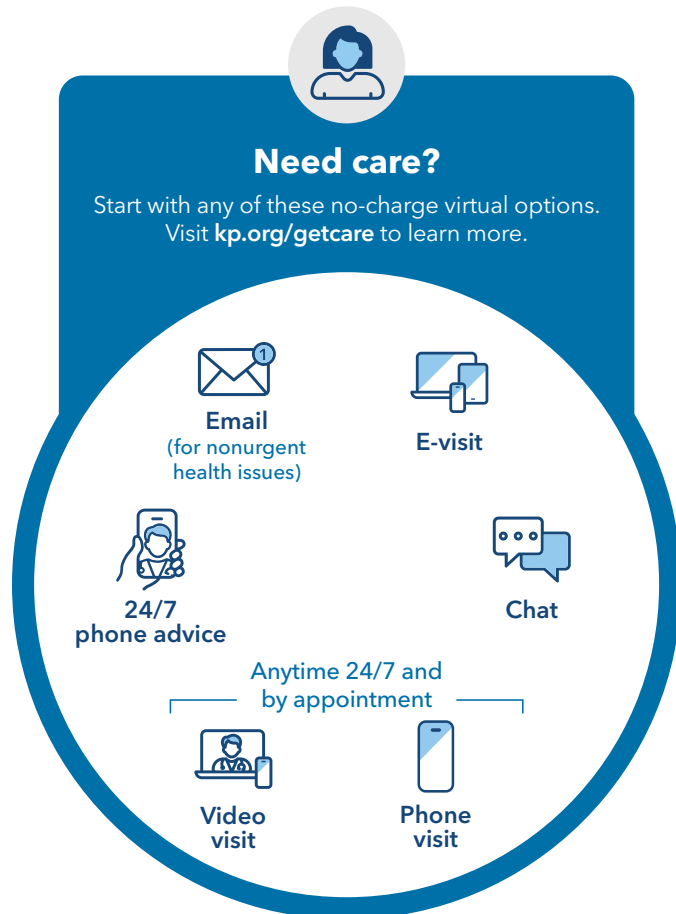 Need care?
Start with any of these no-charge virtual options.
Visit kp.org/getcare to learn more.
1
Email
(for nonurgent
health issues)
E-visit
24/7
phone advice
Chat
Anytime 24/7 and
by appointment
Video
visit
Phone
visit